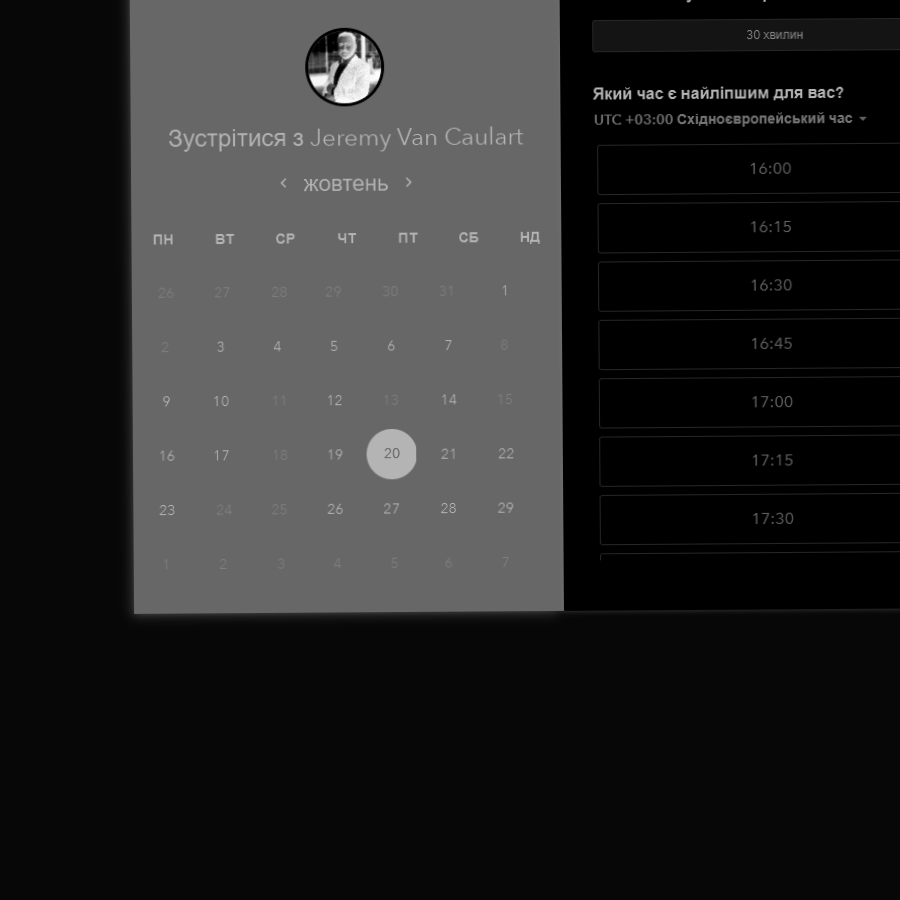 Зустрітися з Jeremy Van Caulart
жовтень
ПН ВТ СР ЧТ ПТ СБ НД
26 27 28 29 30 31 1
2 3 4 5 6 7 8
9 10 11 12 13 14 15
16 17 18 19 20 21 22
23 24 25 26 27 28 29
1 2 3 4 5 6 7
30 хвилин
Який час є найліпшим для вас?
UTC +03:00 Східноєвропейський час
16:00
16:15
16:30
16:45
17:00
17:15
17:30